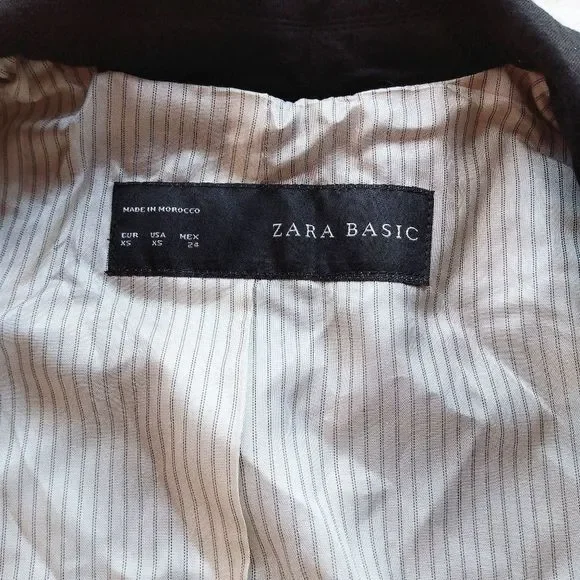 MADE IN MOROCCO
EUR USA MEX
XS XS 24
ZARA BASIC